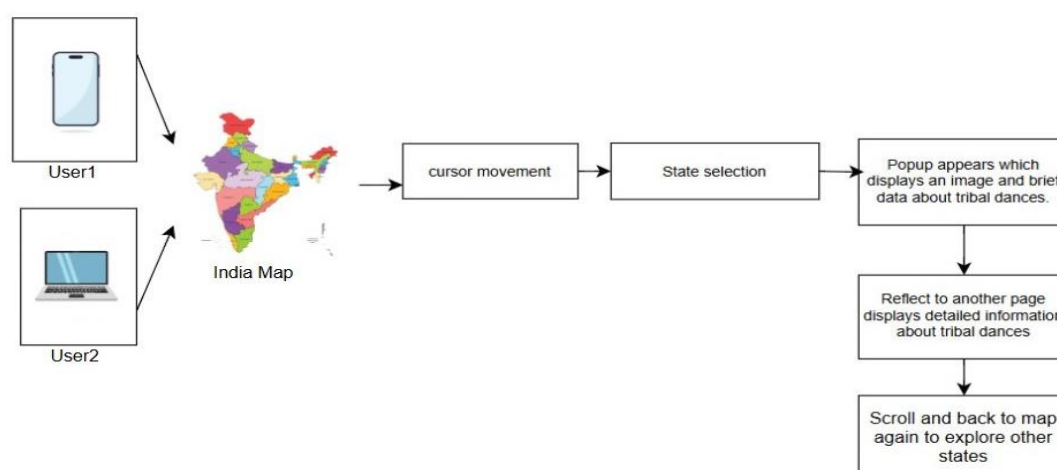 User1
User2
India Map
cursor movement
State selection
Popup appears which
displays an image and brief
data about tribal dances.
Reflect to another page
displays detailed information
about tribal dances
Scroll and back to map
again to explore other
states